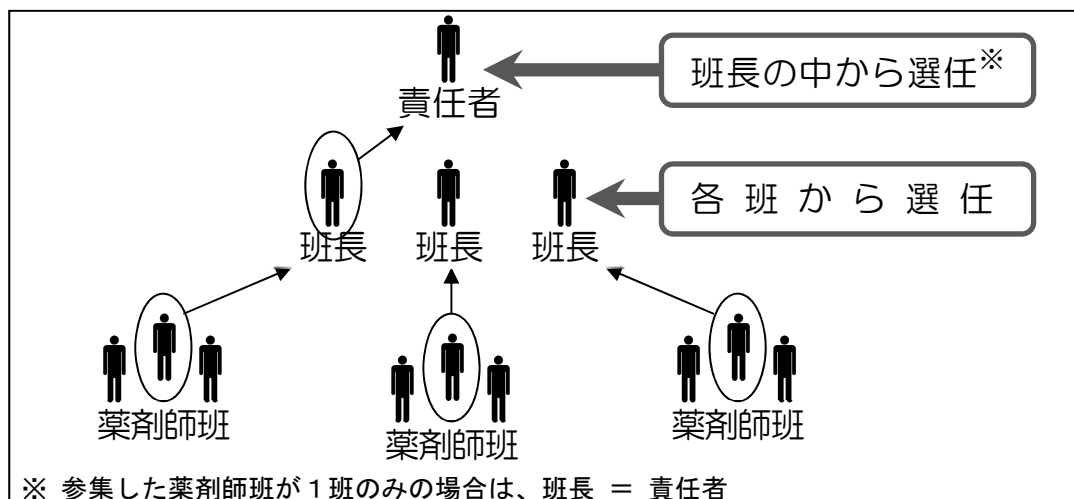 班長の中から選任※
責任者
各班から選任
班長
班長
班長
薬剤師班
薬剤師班
薬剤師班
※ 参集した薬剤師班が1班のみの場合は、班長 = 責任者